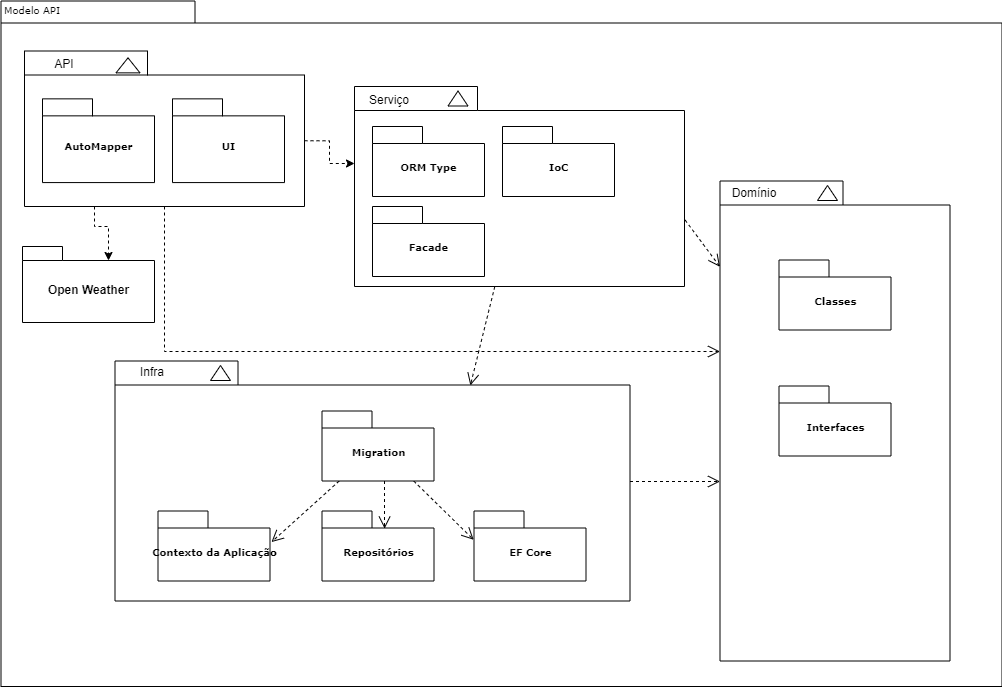 Modelo API
API
AutoMapper
UI
Serviço
ORM Type
IoC
Facade
Open Weather
Domínio
Classes
Interfaces
Infra
Migration
Contexto da Aplicação
Repositórios
EF Core